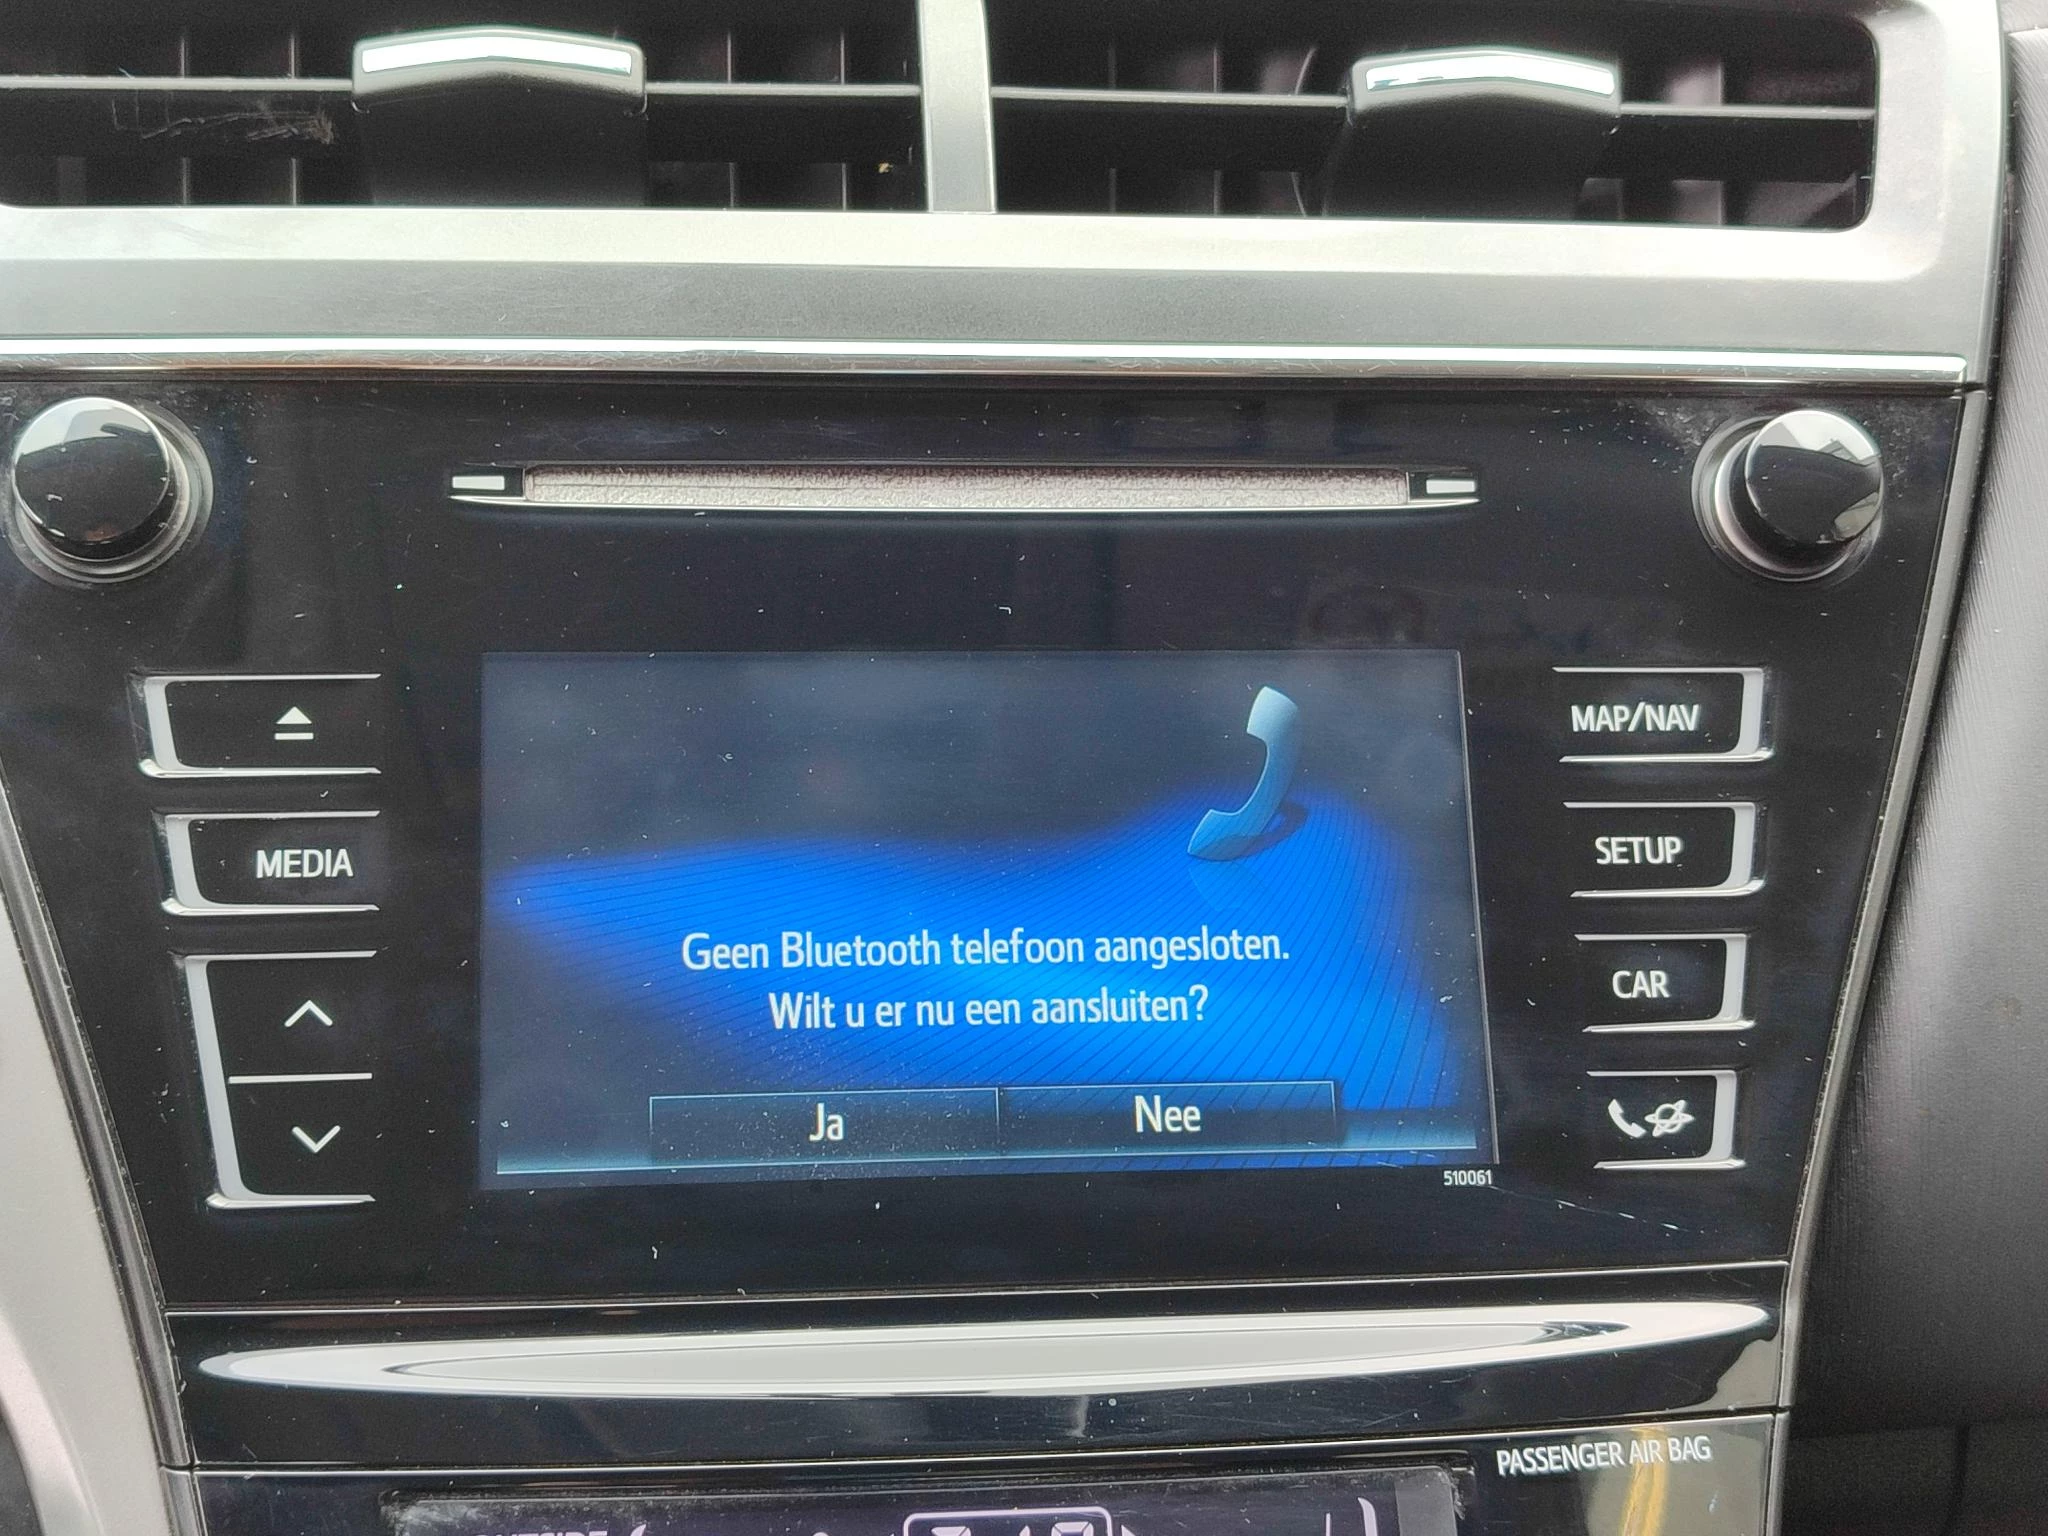 MAP/NAV
MEDIA
SETUP
CAR
Geen Bluetooth telefoon aangesloten.
Wilt u er nu een aansluiten?
Ja
Nee
510061
PASSENGER AIR BAG
OUTSIDE